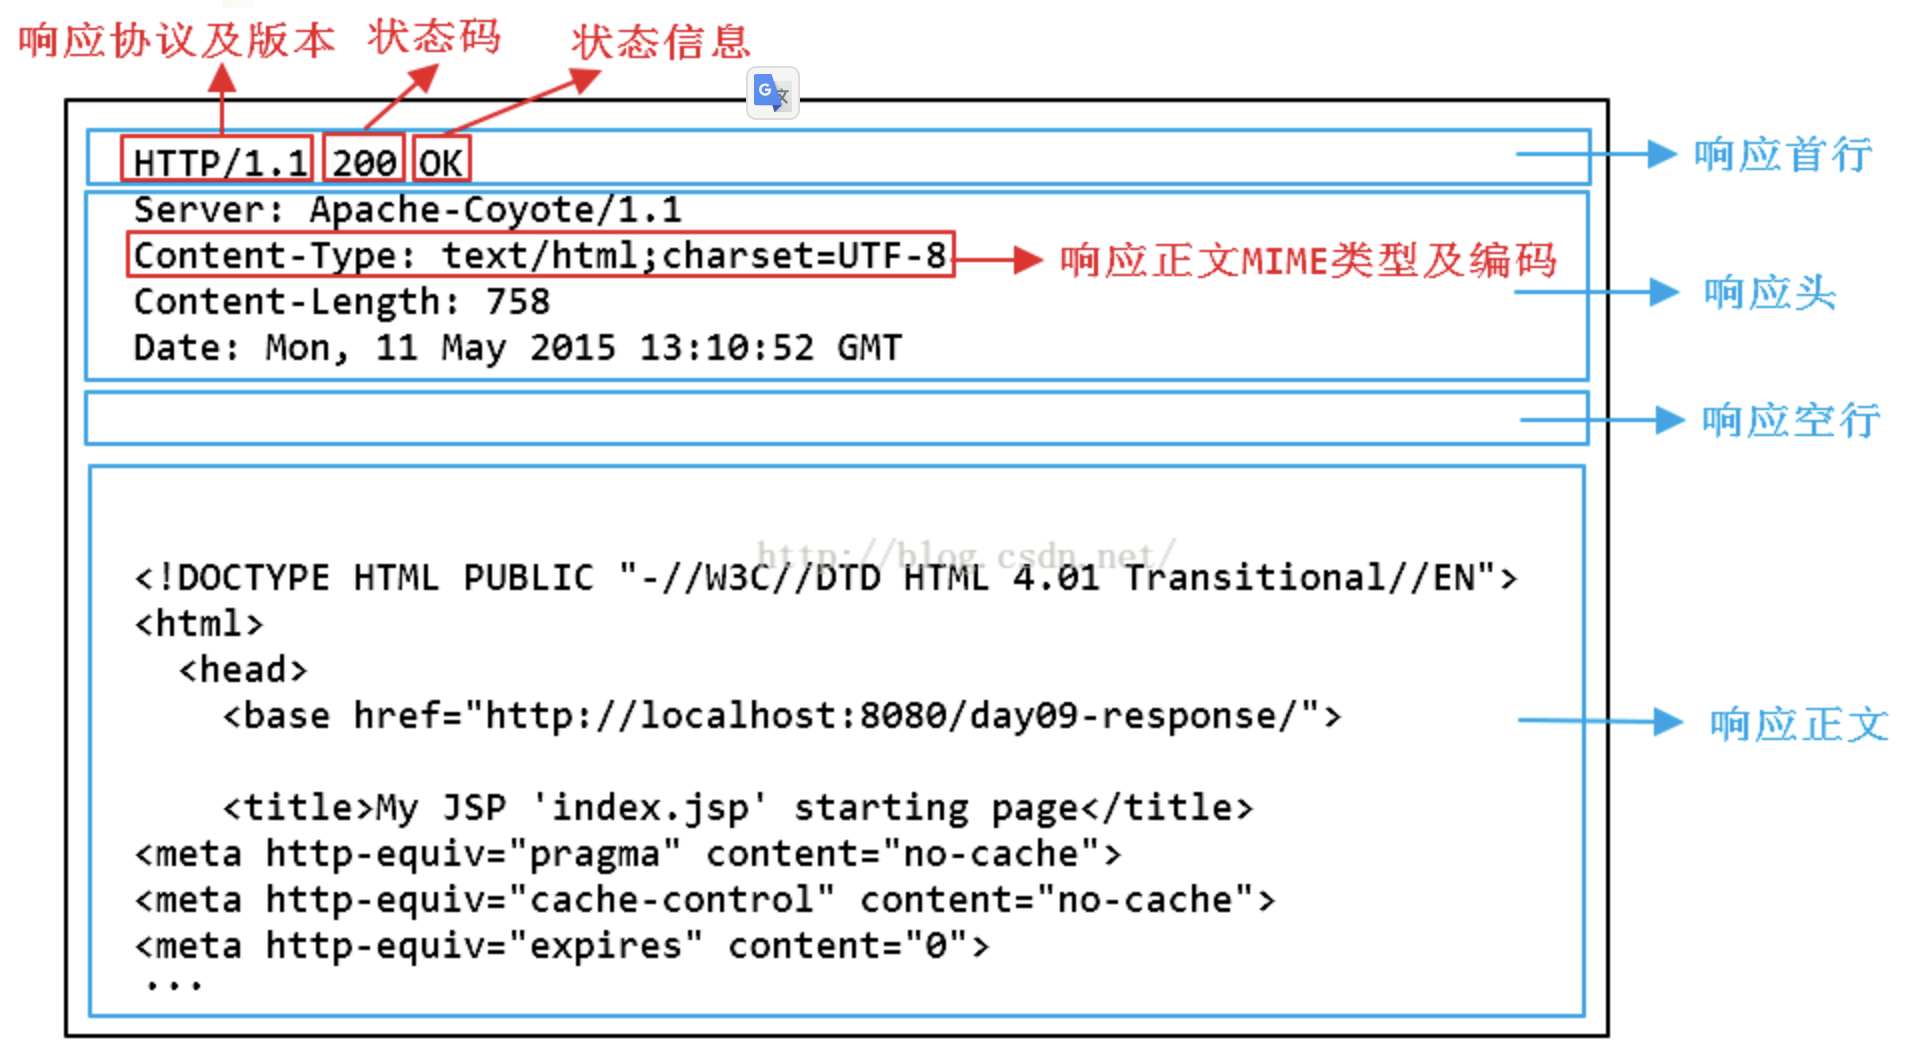 响应协议及版本 状态码 状态信息
G 文
HTTP/1.1 200 OK 响应首行
Server: Apache-Coyote/1.1
Content-Type: text/html;charset=UTF-8 响应正文MIME类型及编码
响应头
Content-Length: 758
Date: Mon, 11 May 2015 13:10:52 GMT
响应空行
http://blog.csdn.net/
<!DOCTYPE HTML PUBLIC "-//W3C//DTD HTML 4.01 Transitional//EN">
<html>
<head>
<base href="http://localhost:8080/day09-response/">
响应正文
<title>My JSP 'index.jsp' starting page</title>
<meta http-equiv="pragma" content="no-cache">
<meta http-equiv="cache-control" content="no-cache">
<meta http-equiv="expires" content="0">
...